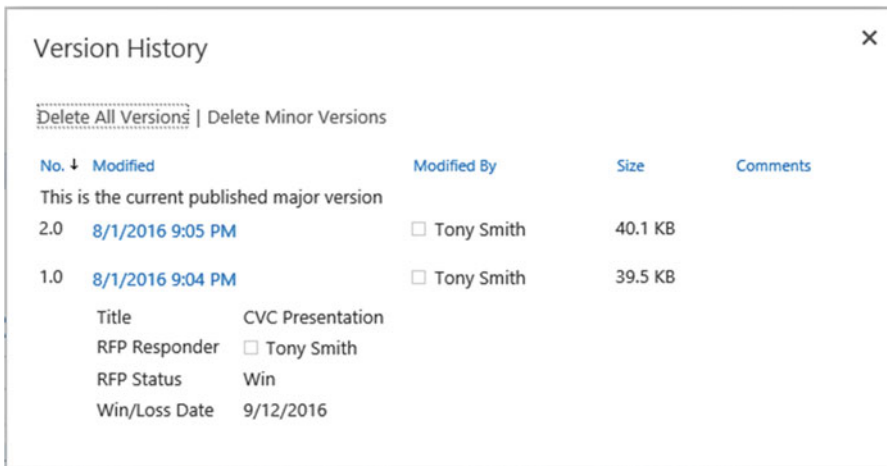 Version History
Delete All Versions | Delete Minor Versions
No. ↓ Modified Modified By Size Comments
This is the current published major version
2.0 8/1/2016 9:05 PM Tony Smith 40.1 KB
1.0 8/1/2016 9:04 PM Tony Smith 39.5 KB
Title CVC Presentation
RFP Responder Tony Smith
RFP Status Win
Win/Loss Date 9/12/2016